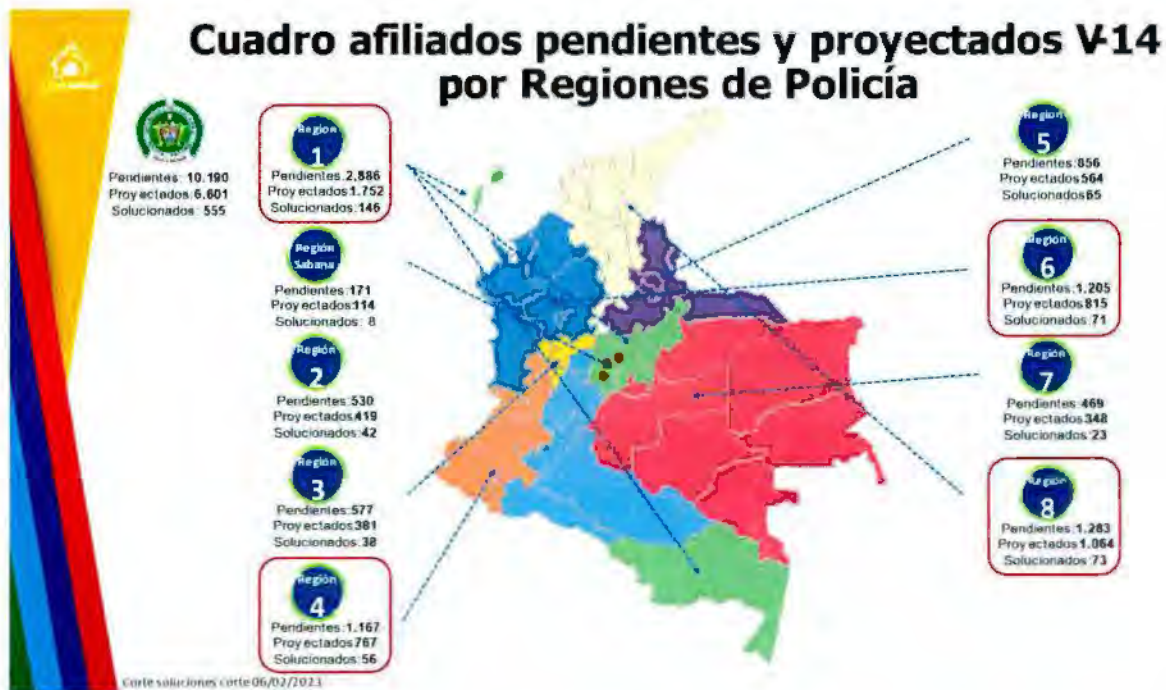 Cuadro afiliados pendientes y proyectados V-14
por Regiones de Policía
Pendientes: 10.190
Proyectados: 6.601
Solucionados: 555
Región
1
Pendientes: 2.886
Proyectados 1.752
Solucionados: 146
Región
Sabana
Pendientes: 171
Proyectados: 114
Solucionados: 8
Región
2
Pendientes: 530
Proyectados: 419
Solucionados: 42
Región
3
Pendientes: 577
Proyectados 381
Solucionados: 38
Región
4
Pendientes: 1.167
Proyectados 767
Solucionados: 56
Región
5
Pendientes: 856
Proyectados 564
Solucionados 65
Región
6
Pendientes: 1.205
Proyectados 815
Solucionados: 71
Región
7
Pendientes: 469
Proyectados: 348
Solucionados: 23
Región
8
Pendientes: 1.283
Proyectados 1.064
Solucionados: 73
Corte soluciones corte 06/02/2023